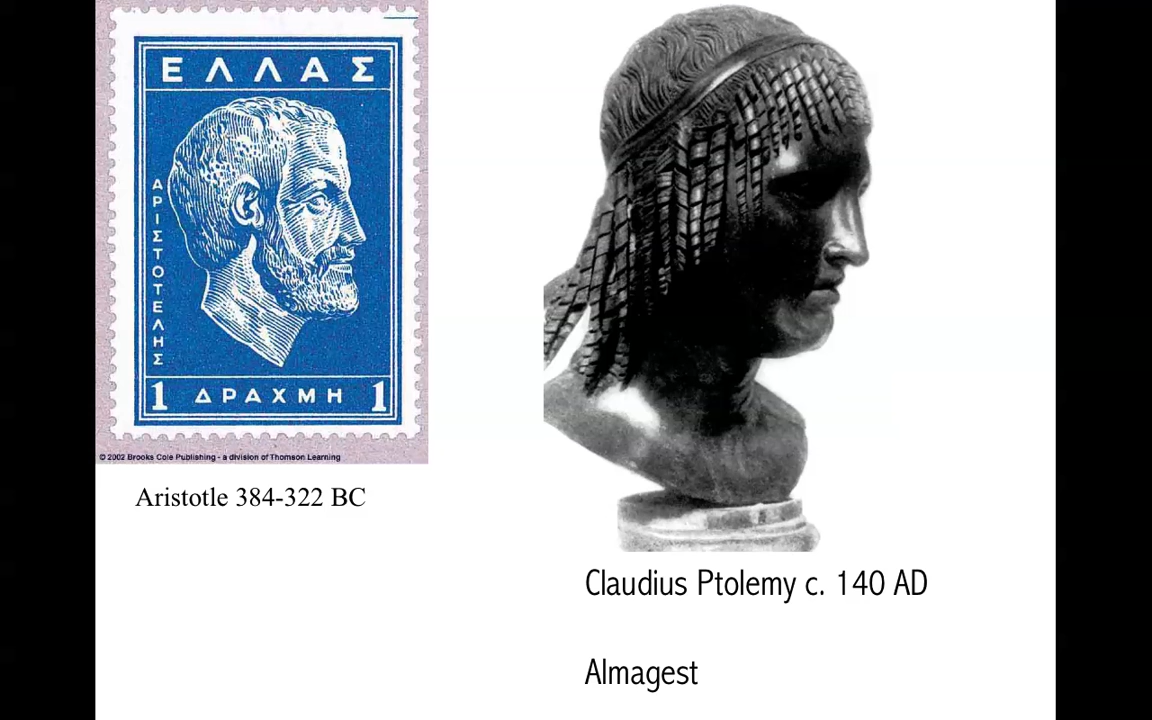 ΕΛΛΑΣ
ΑΡΙΣΤΟΤΕΛΗΣ
1 ΔΡΑΧΜΗ 1
© 2002 Brooks Cole Publishing - a division of Thomson Learning
Aristotle 384-322 BC
Claudius Ptolemy c. 140 AD
Almagest